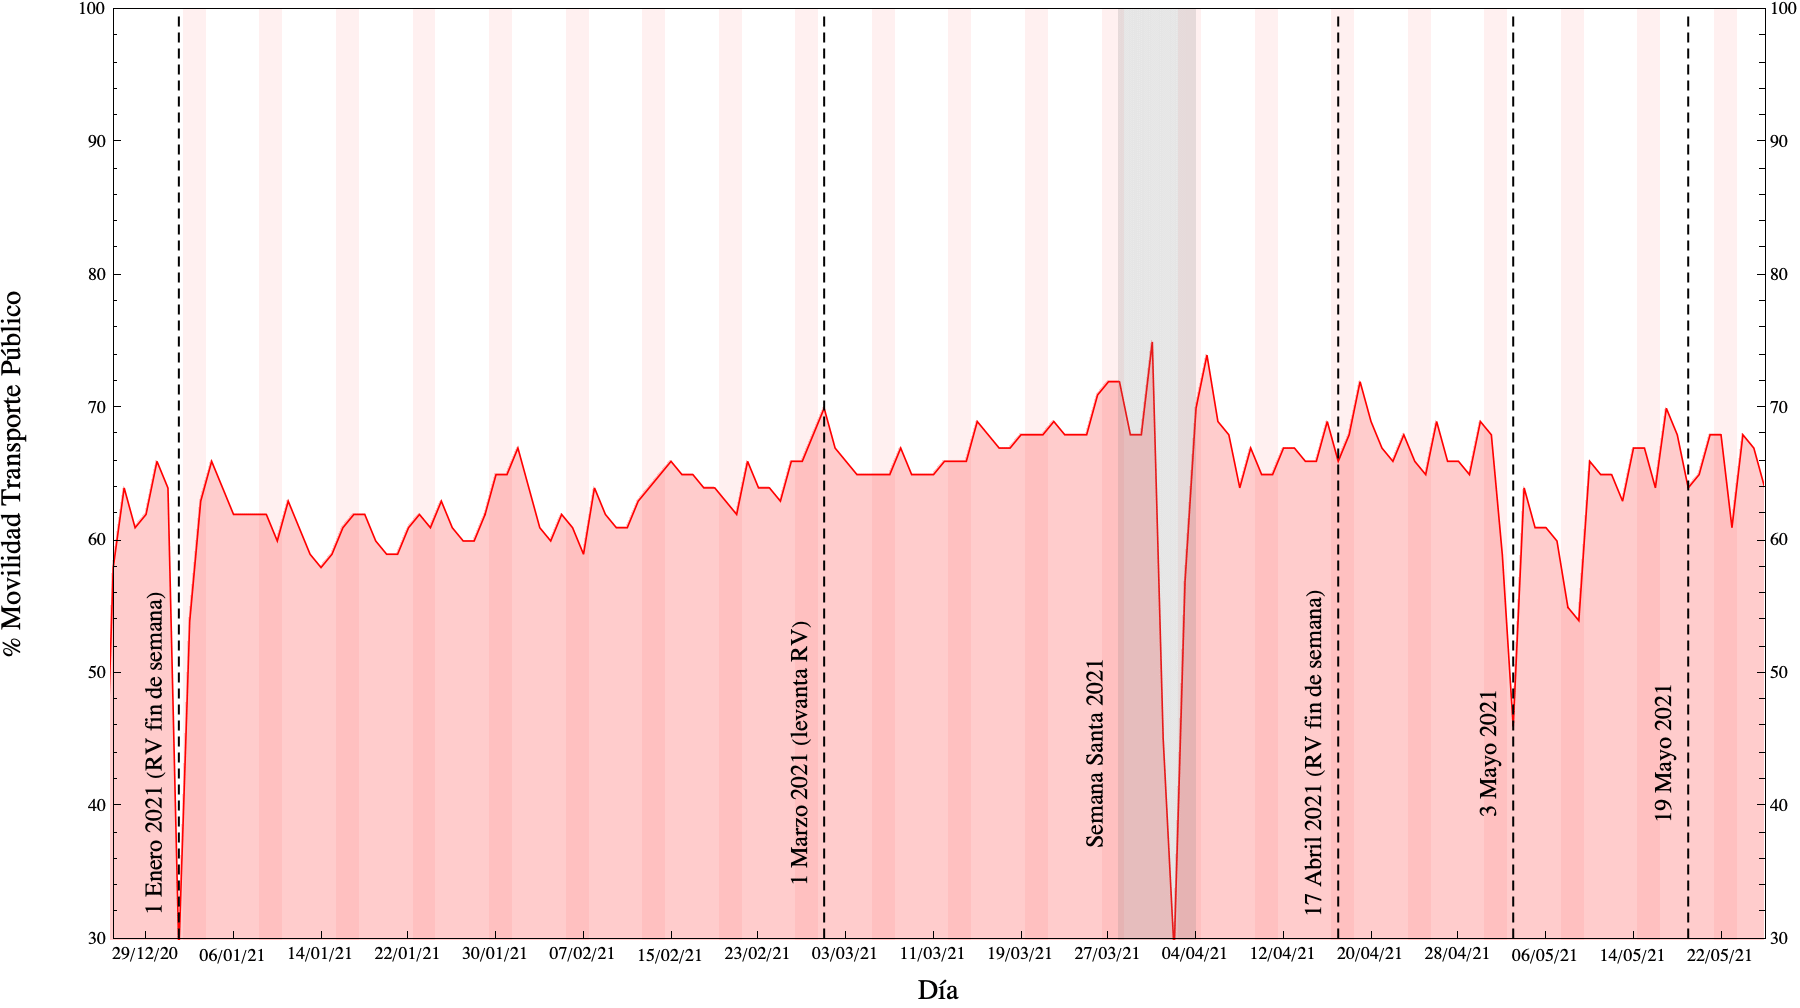 100
90
80
70
60
50
40
30
100
90
80
70
60
50
40
30
% Movilidad Transporte Público
1 Enero 2021 (RV fin de semana)
1 Marzo 2021 (levanta RV)
Semana Santa 2021
17 Abril 2021 (RV fin de semana)
3 Mayo 2021
19 Mayo 2021
29/12/20 06/01/21 14/01/21 22/01/21 30/01/21 07/02/21 15/02/21 23/02/21 03/03/21 11/03/21 19/03/21 27/03/21 04/04/21 12/04/21 20/04/21 28/04/21 06/05/21 14/05/21 22/05/21
Día